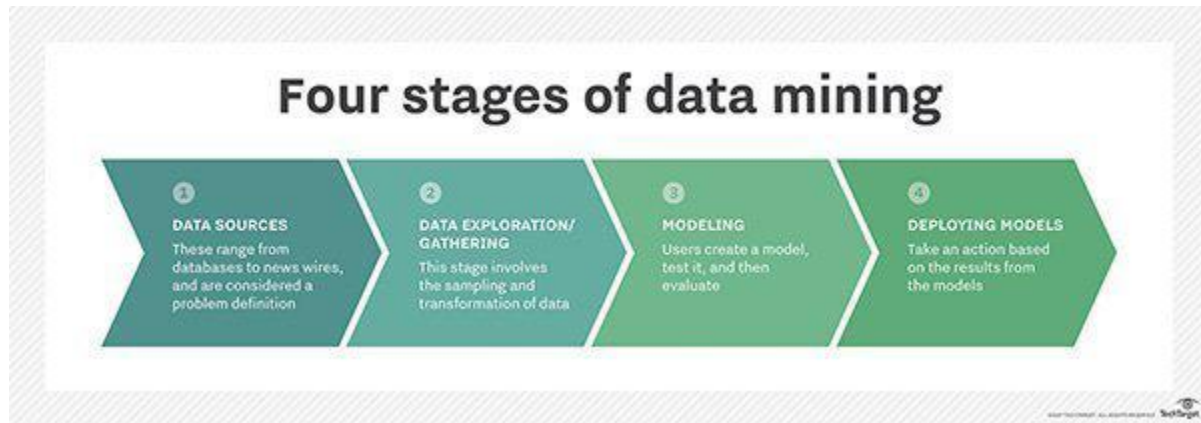 Four stages of data mining
1
DATA SOURCES
These range from
databases to news wires,
and are considered a
problem definition
2
DATA EXPLORATION/
GATHERING
This stage involves
the sampling and
transformation of data
3
MODELING
Users create a model,
test it, and then
evaluate
4
DEPLOYING MODELS
Take an action based
on the results from
the models
TechTarget